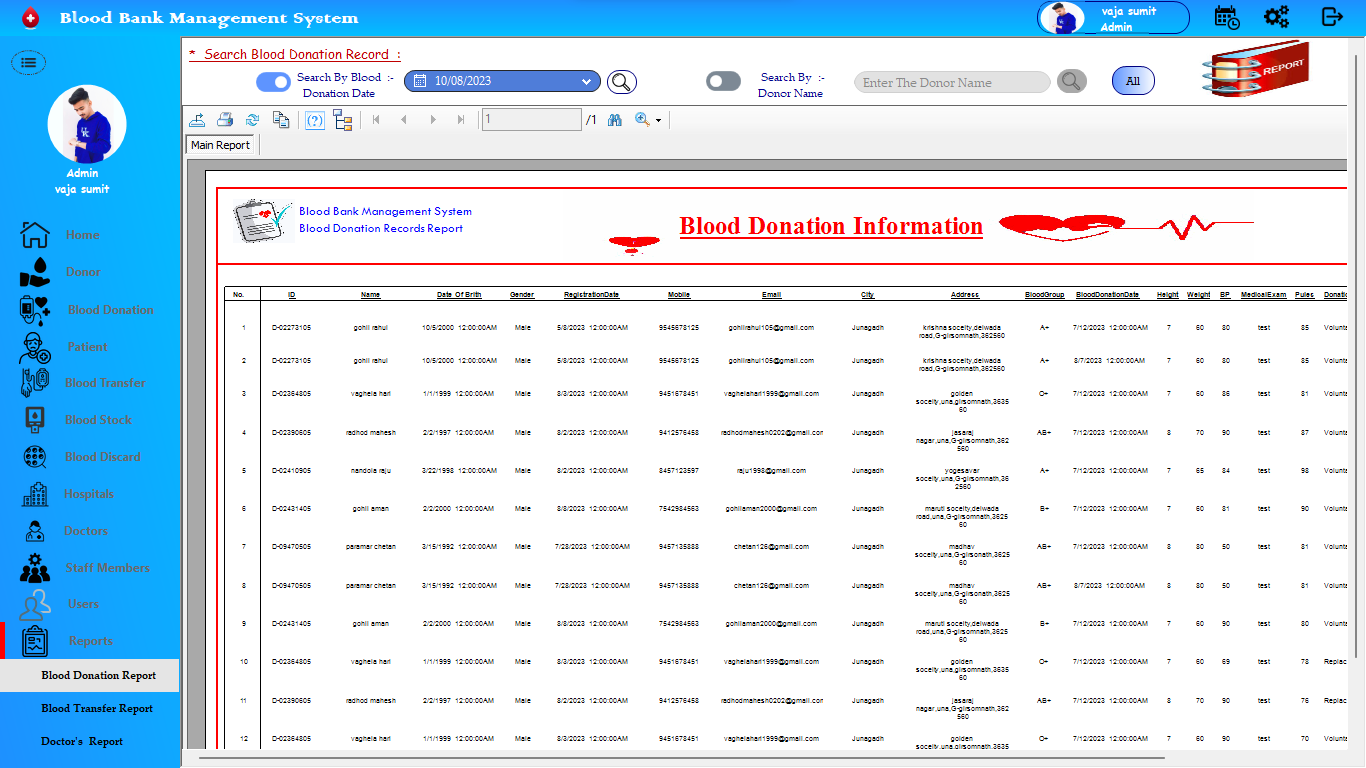 Blood Bank Management System
vaja sumit
Admin
* Search Blood Donation Record :
Search By Blood :-
Donation Date
10/08/2023
Search By :-
Donor Name
Enter The Donor Name
All
REPORT
1
/1
Main Report
Admin
vaja sumit
Home
Donor
Blood Donation
Patient
Blood Transfer
Blood Stock
Blood Discard
Hospitals
Doctors
Staff Members
Users
Reports
Blood Donation Report
Blood Transfer Report
Doctor's Report
Blood Bank Management System
Blood Donation Records Report
Blood Donation Information
No. ID Name Date Of Brith Gender RegistrationDate Mobile Email City Address BloodGroup BloodDonationDate Height Weight BP MedicalExam Pules Donatio
1 D-02273105 gohil rahul 10/5/2000 12:00:00AM Male 5/8/2023 12:00:00AM 9545678125 gohilrahul105@gmail.com Junagadh krishna soceity,delwada A+ 7/12/2023 12:00:00AM 7 60 80 test 85 Volunta
road,G-girsomnath,362560
2 D-02273105 gohil rahul 10/5/2000 12:00:00AM Male 5/8/2023 12:00:00AM 9545678125 gohilrahul105@gmail.com Junagadh krishna soceity,delwada A+ 8/7/2023 12:00:00AM 7 60 80 test 85 Volunta
road,G-girsomnath,362560
3 D-02364805 vaghela hari 1/1/1999 12:00:00AM Male 8/3/2023 12:00:00AM 9451678451 vaghelahari1999@gmail.com Junagadh golden O+ 7/12/2023 12:00:00AM 7 60 86 test 81 Volunta
soceity,una,girsomnath,3635
60
4 D-02390605 radhod mahesh 2/2/1997 12:00:00AM Male 8/2/2023 12:00:00AM 9412576458 radhodmahesh0202@gmail.com Junagadh jasaraj AB+ 7/12/2023 12:00:00AM 8 70 90 test 87 Volunta
nagar,una,G-girsomnath,362
560
5 D-02410905 nandola raju 3/22/1998 12:00:00AM Male 8/2/2023 12:00:00AM 8457123597 raju1998@gmail.com Junagadh yogesavar A+ 7/12/2023 12:00:00AM 7 65 84 test 98 Volunta
soceity,una,G-girsomnath,36
2560
6 D-02431405 gohil aman 2/2/2000 12:00:00AM Male 8/8/2023 12:00:00AM 7542984563 gohilaman2000@gmail.com Junagadh maruti soceity,delwada B+ 7/12/2023 12:00:00AM 7 60 81 test 90 Volunta
road,una,G-girsomnath,3625
60
7 D-09470505 paramar chetan 3/15/1992 12:00:00AM Male 7/28/2023 12:00:00AM 9457135888 chetan126@gmail.com Junagadh madhav AB+ 7/12/2023 12:00:00AM 8 80 50 test 81 Volunta
soceity,una,G-girsomnath,3625
60
8 D-09470505 paramar chetan 3/15/1992 12:00:00AM Male 7/28/2023 12:00:00AM 9457135888 chetan126@gmail.com Junagadh madhav AB+ 8/7/2023 12:00:00AM 8 80 50 test 81 Volunta
soceity,una,G-girsomnath,3625
60
9 D-02431405 gohil aman 2/2/2000 12:00:00AM Male 8/8/2023 12:00:00AM 7542984563 gohilaman2000@gmail.com Junagadh maruti soceity,delwada B+ 7/12/2023 12:00:00AM 7 60 90 test 80 Volunta
road,una,G-girsomnath,3625
60
10 D-02364805 vaghela hari 1/1/1999 12:00:00AM Male 8/3/2023 12:00:00AM 9451678451 vaghelahari1999@gmail.com Junagadh golden O+ 7/12/2023 12:00:00AM 7 60 69 test 78 Replac
soceity,una,girsomnath,3635
60
11 D-02390605 radhod mahesh 2/2/1997 12:00:00AM Male 8/2/2023 12:00:00AM 9412576458 radhodmahesh0202@gmail.com Junagadh jasaraj AB+ 7/12/2023 12:00:00AM 8 70 90 test 76 Replac
nagar,una,G-girsomnath,362
560
12 D-02364805 vaghela hari 1/1/1999 12:00:00AM Male 8/3/2023 12:00:00AM 9451678451 vaghelahari1999@gmail.com Junagadh golden O+ 7/12/2023 12:00:00AM 7 60 90 test 70 Volunta
soceity,una,girsomnath,3635